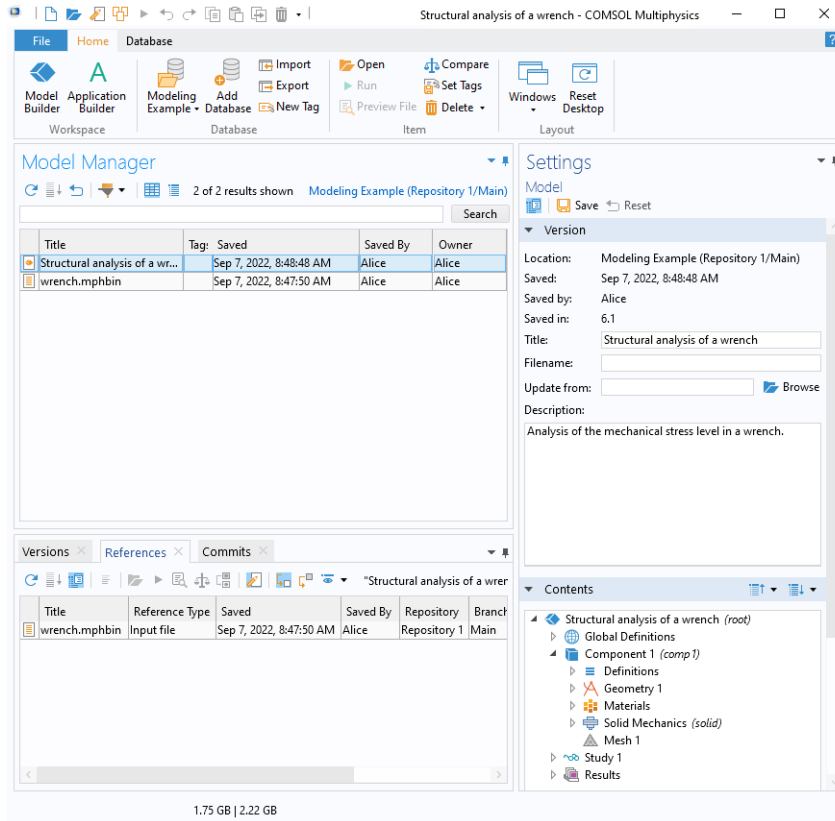 Structural analysis of a wrench - COMSOL Multiphysics
File Home Database
Model Builder
Application Builder
Workspace
Modeling Example
Add Database
Import
Export
New Tag
Database
Open
Run
Preview File
Compare
Set Tags
Delete
Item
Windows
Reset Desktop
Layout
Model Manager
2 of 2 results shown Modeling Example (Repository 1/Main)
Search
Title Tag: Saved Saved By Owner
Structural analysis of a wr... Sep 7, 2022, 8:48:48 AM Alice Alice
wrench.mphbin Sep 7, 2022, 8:47:50 AM Alice Alice
Versions References Commits
"Structural analysis of a wrer
Title Reference Type Saved Saved By Repository Branch
wrench.mphbin Input file Sep 7, 2022, 8:47:50 AM Alice Repository 1 Main
Settings
Model
Save Reset
Version
Location: Modeling Example (Repository 1/Main)
Saved: Sep 7, 2022, 8:48:48 AM
Saved by: Alice
Saved in: 6.1
Title: Structural analysis of a wrench
Filename:
Update from: Browse
Description:
Analysis of the mechanical stress level in a wrench.
Contents
Structural analysis of a wrench (root)
Global Definitions
Component 1 (comp1)
Definitions
Geometry 1
Materials
Solid Mechanics (solid)
Mesh 1
Study 1
Results
1.75 GB | 2.22 GB